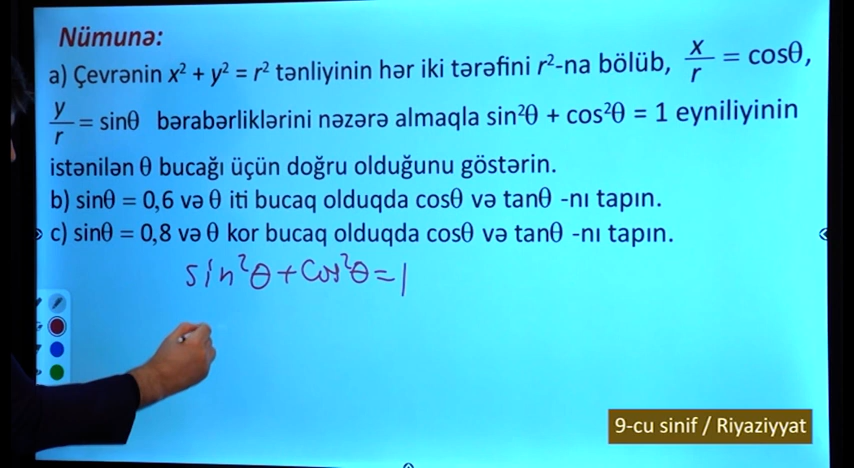 Nümunə:
a) Çevrənin x² + y² = r² tənliyinin hər iki tərəfini r²-na bölüb, x/r = cosθ,
y/r = sinθ bərabərliklərini nəzərə almaqla sin²θ + cos²θ = 1 eyniliyinin
istənilən θ bucağı üçün doğru olduğunu göstərin.
b) sinθ = 0,6 və θ iti bucaq olduqda cosθ və tanθ -nı tapın.
c) sinθ = 0,8 və θ kor bucaq olduqda cosθ və tanθ -nı tapın.
sin²θ + cos²θ = 1
9-cu sinif / Riyaziyyat